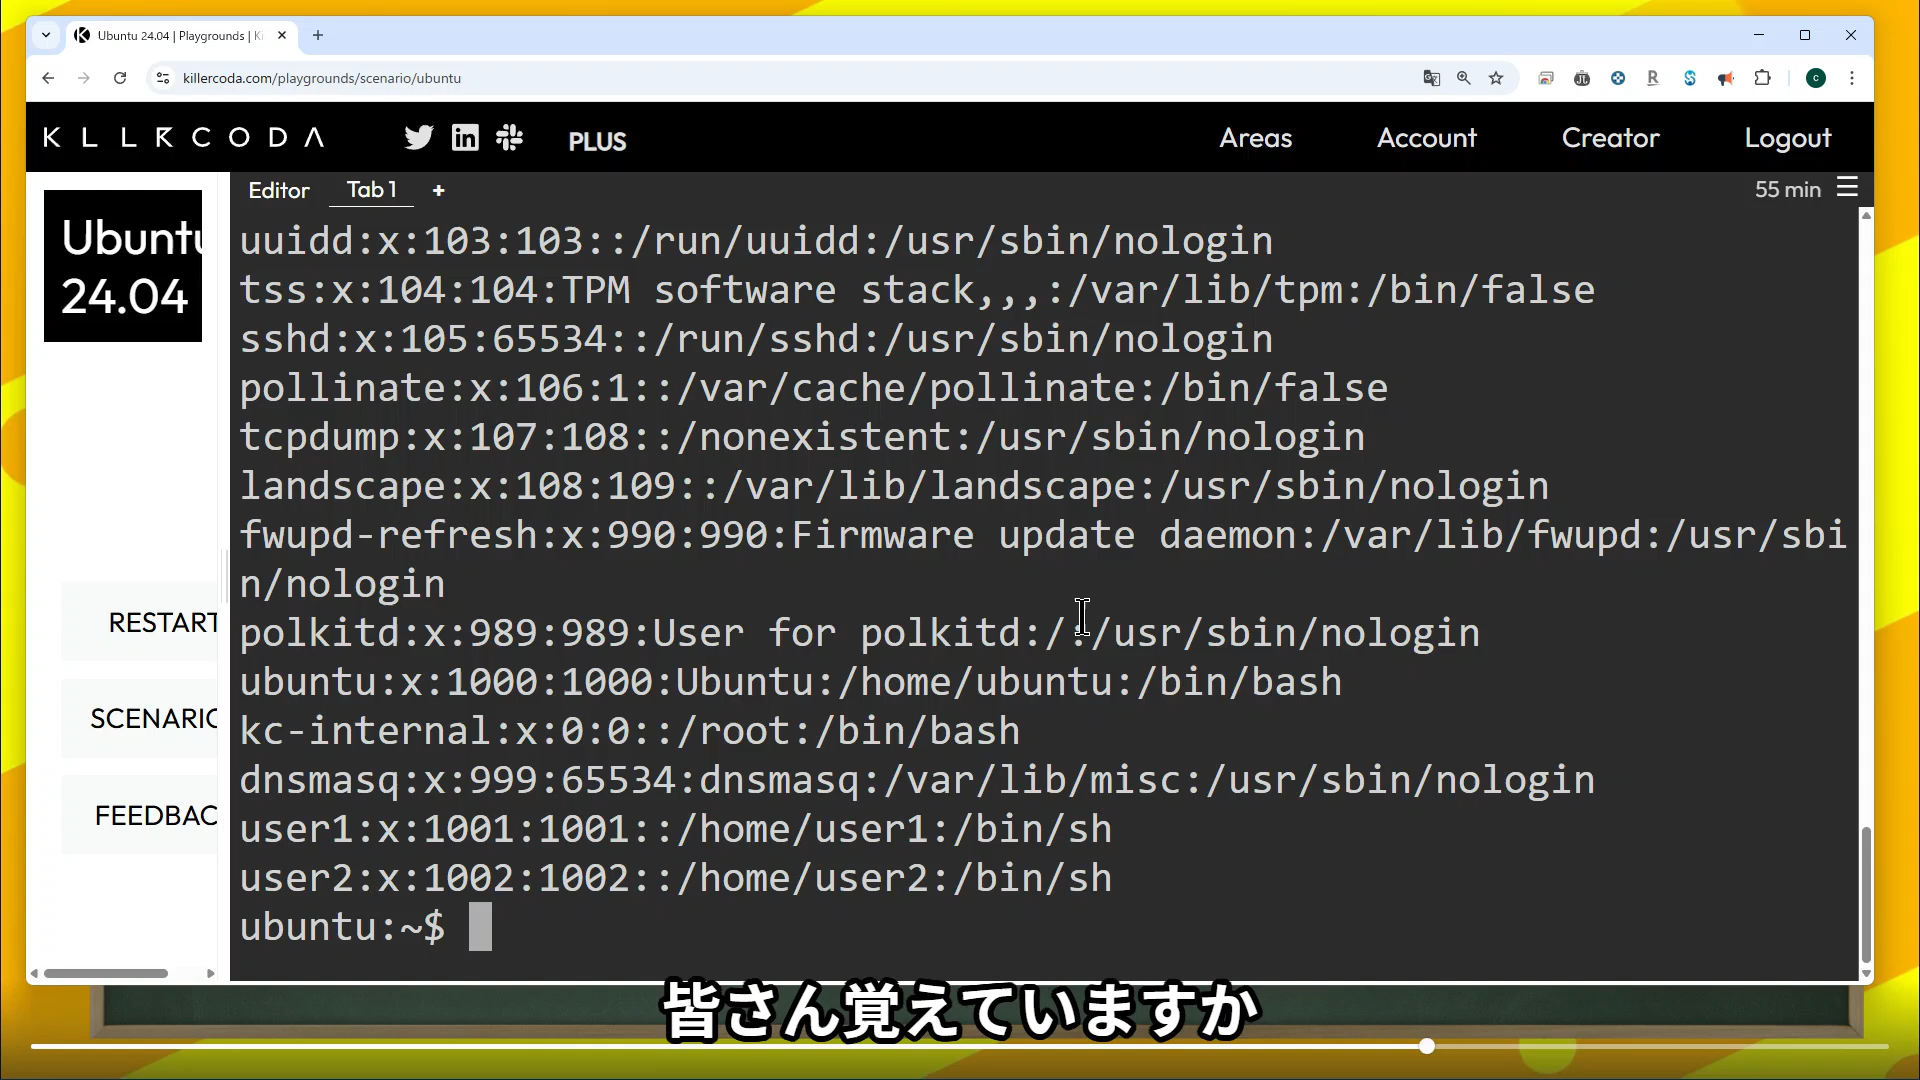 Ubuntu 24.04 | Playgrounds | Ki
killercoda.com/playgrounds/scenario/ubuntu
KLLRCODA
PLUS
Areas
Account
Creator
Logout
Ubuntu
24.04
Editor
Tab 1
+
55 min
uuidd:x:103:103::/run/uuidd:/usr/sbin/nologin
tss:x:104:104:TPM software stack,,,:/var/lib/tpm:/bin/false
sshd:x:105:65534::/run/sshd:/usr/sbin/nologin
pollinate:x:106:1::/var/cache/pollinate:/bin/false
tcpdump:x:107:108::/nonexistent:/usr/sbin/nologin
landscape:x:108:109::/var/lib/landscape:/usr/sbin/nologin
fwupd-refresh:x:990:990:Firmware update daemon:/var/lib/fwupd:/usr/sbi
n/nologin
polkitd:x:989:989:User for polkitd:/:/usr/sbin/nologin
ubuntu:x:1000:1000:Ubuntu:/home/ubuntu:/bin/bash
kc-internal:x:0:0::/root:/bin/bash
dnsmasq:x:999:65534:dnsmasq:/var/lib/misc:/usr/sbin/nologin
user1:x:1001:1001::/home/user1:/bin/sh
user2:x:1002:1002::/home/user2:/bin/sh
ubuntu:~$
RESTART
SCENARIO
FEEDBAC
皆さん覚えていますか